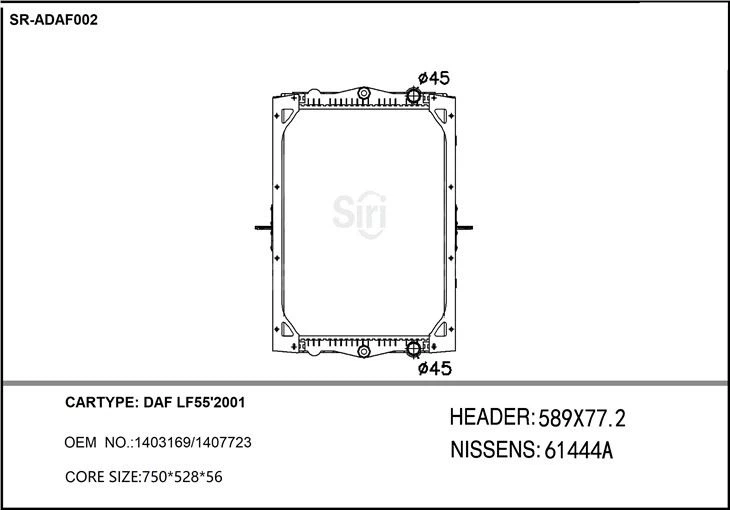 SR-ADAF002
ø45
Siri
ø45
CARTYPE: DAF LF55'2001
OEM NO.:1403169/1407723
CORE SIZE:750*528*56
HEADER:589X77.2
NISSENS:61444A